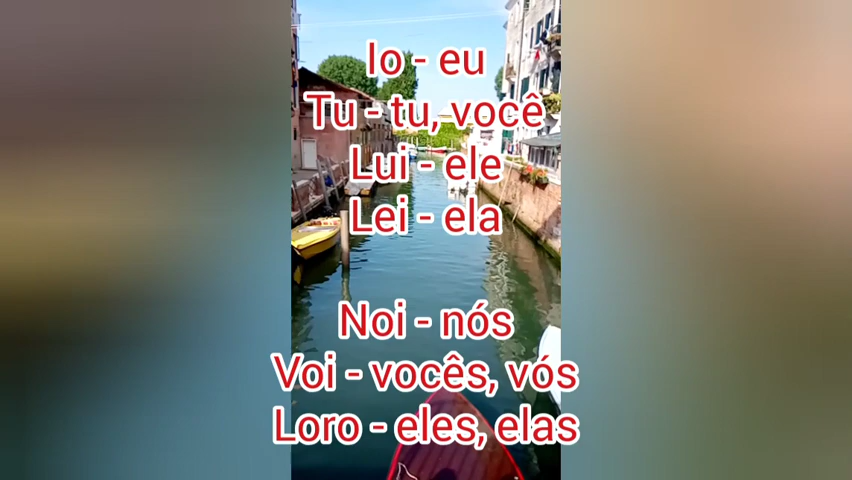 Io - eu
Tu - tu, você
Lui - ele
Lei - ela
Noi - nós
Voi - vocês, vós
Loro - eles, elas